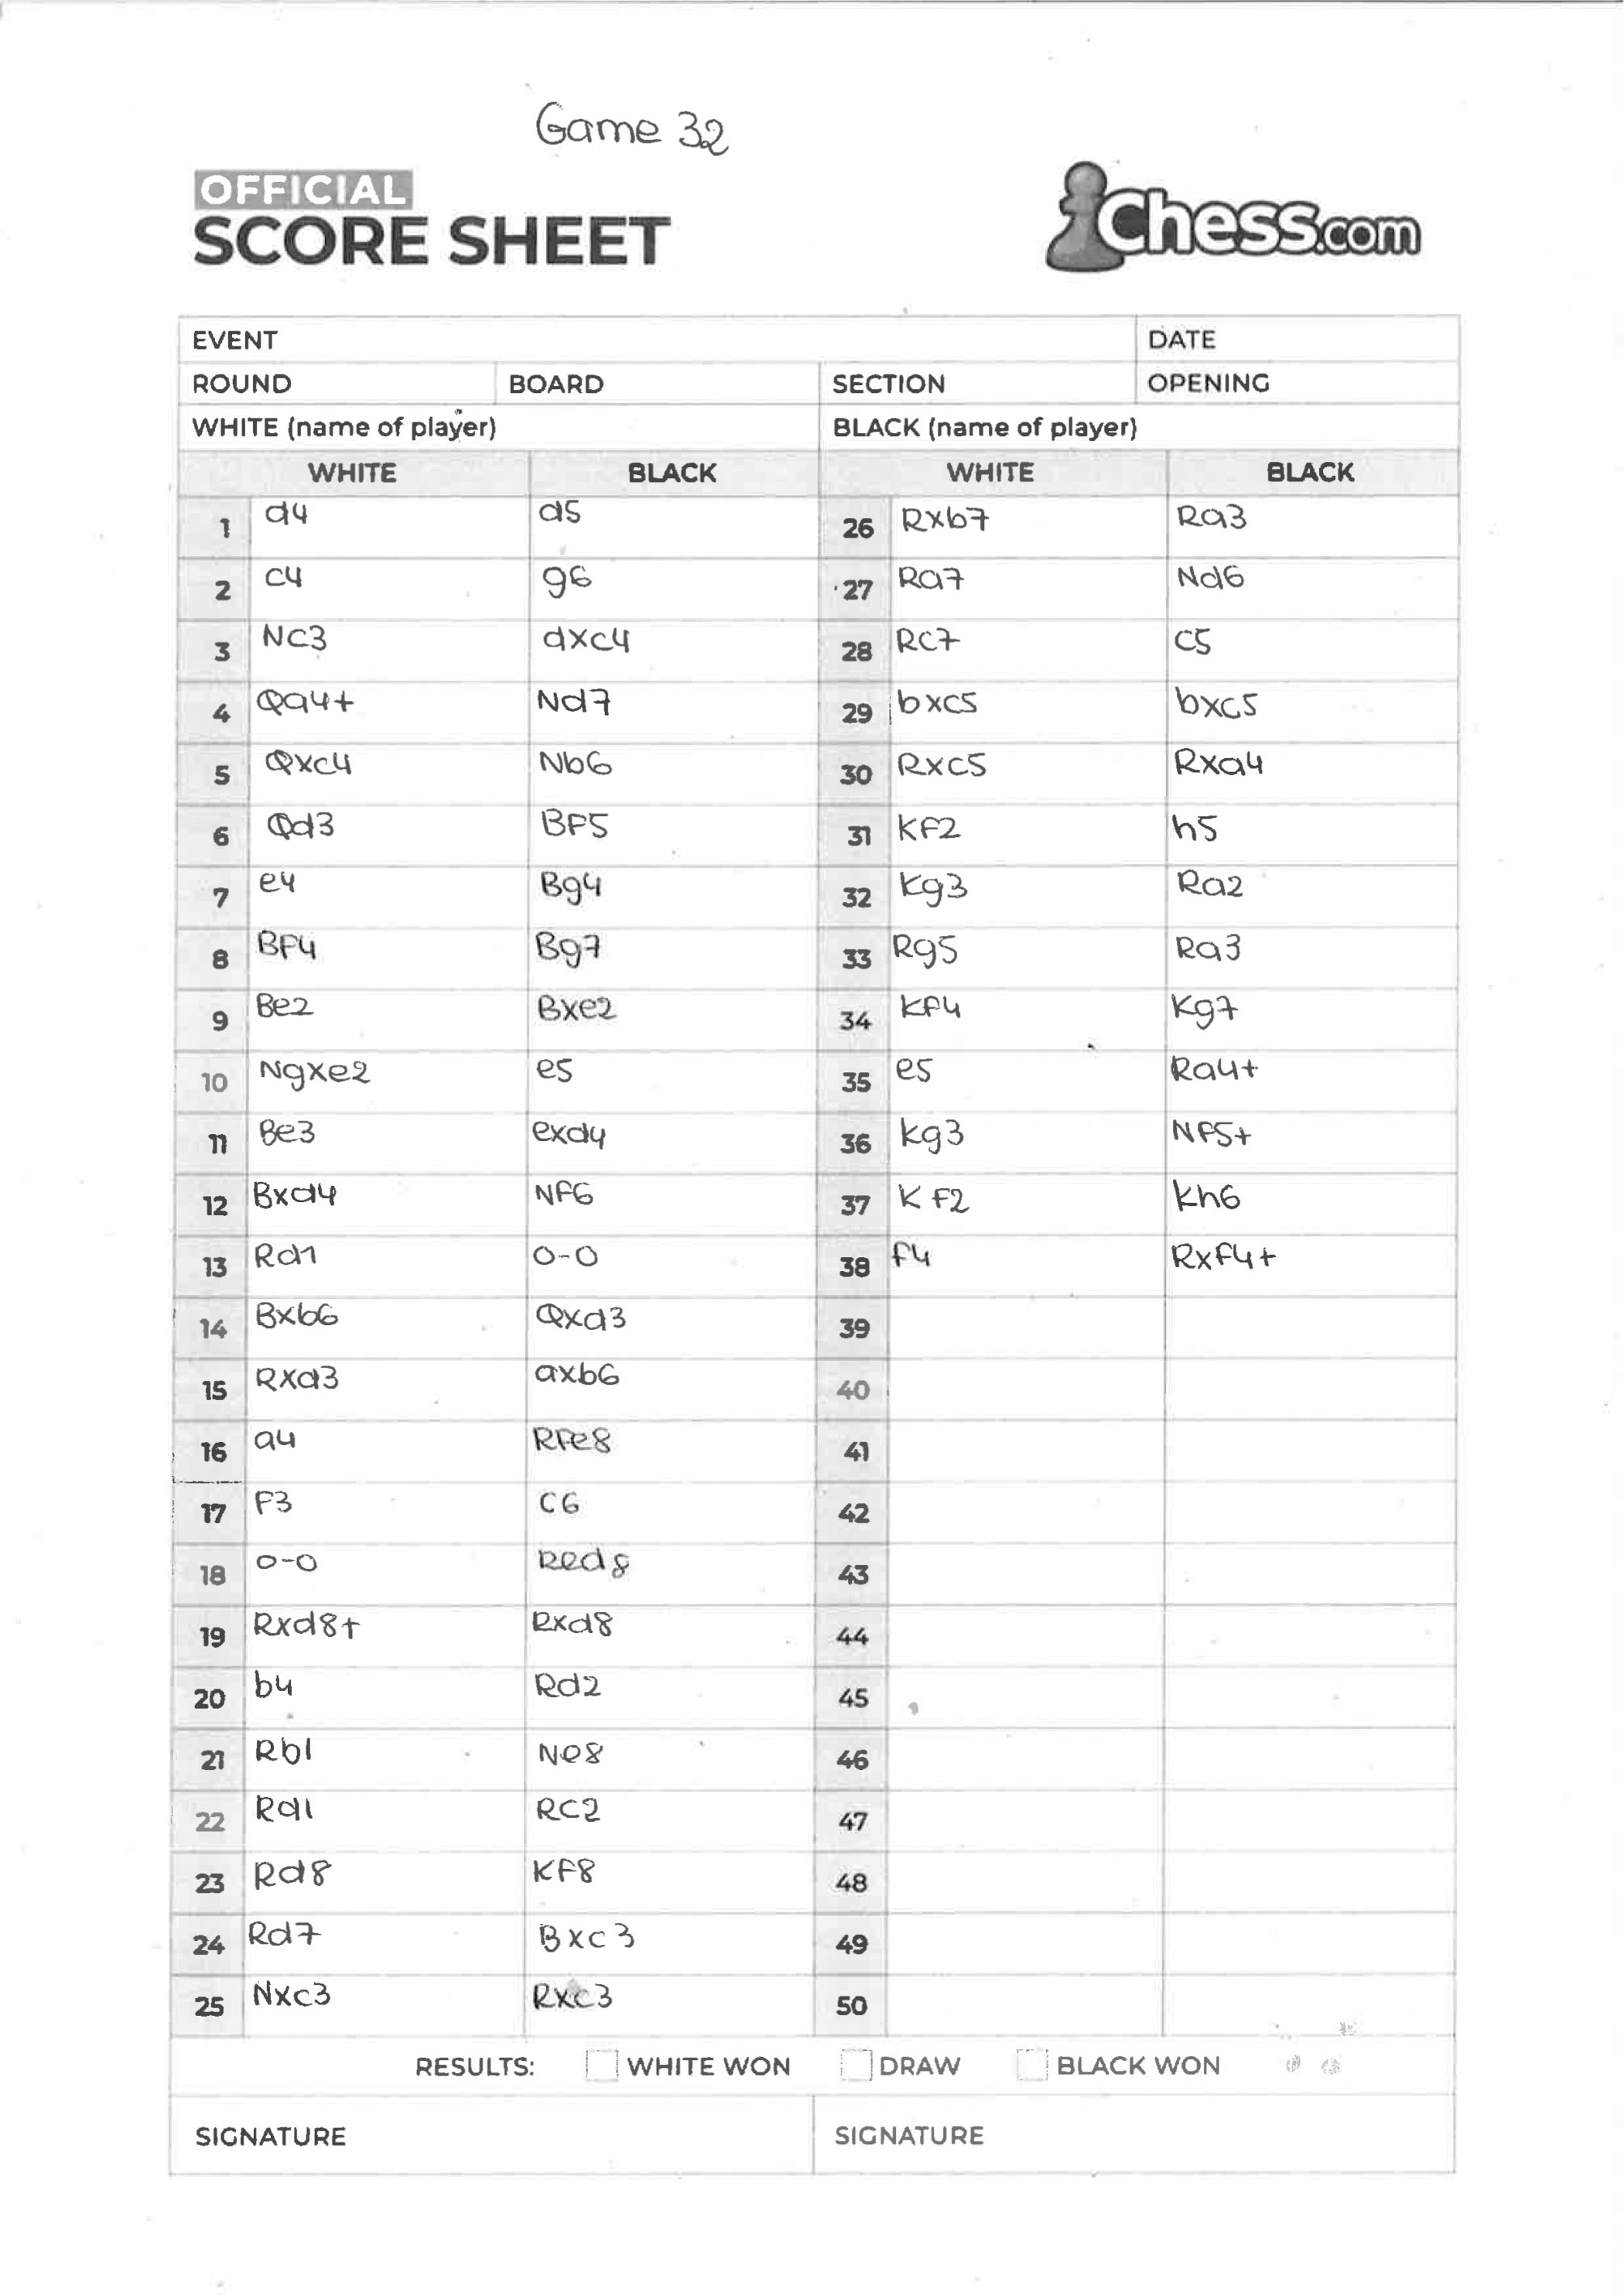 Game 32
OFFICIAL
SCORE SHEET
Chess.com
EVENT DATE
ROUND BOARD SECTION OPENING
WHITE (name of player) BLACK (name of player)
WHITE BLACK WHITE BLACK
1 d4 d5 26 Rxb7 Ra3
2 c4 g6 27 Ra7 Nd6
3 Nc3 dxc4 28 Rc7 c5
4 Qa4+ Nd7 29 bxc5 bxc5
5 Qxc4 Nb6 30 Rxc5 Rxa4
6 Qd3 BF5 31 KF2 h5
7 e4 Bg4 32 Kg3 Ra2
8 BF4 Bg7 33 Rg5 Ra3
9 Be2 Bxe2 34 KF4 Kg7
10 Ngxe2 e5 35 e5 Ra4+
11 Be3 exd4 36 Kg3 NF5+
12 Bxd4 NF6 37 KF2 Kh6
13 Rd1 0-0 38 f4 Rxf4+
14 Bxb6 Qxd3 39
15 Rxd3 axb6 40
16 a4 RFe8 41
17 F3 C6 42
18 0-0 Red8 43
19 Rxd8+ Rxd8 44
20 b4 Rd2 45
21 Rb1 Ne8 46
22 Rd1 RC2 47
23 Rd8 KF8 48
24 Rd7 Bxc3 49
25 Nxc3 Rxc3 50
RESULTS: WHITE WON DRAW BLACK WON
SIGNATURE SIGNATURE